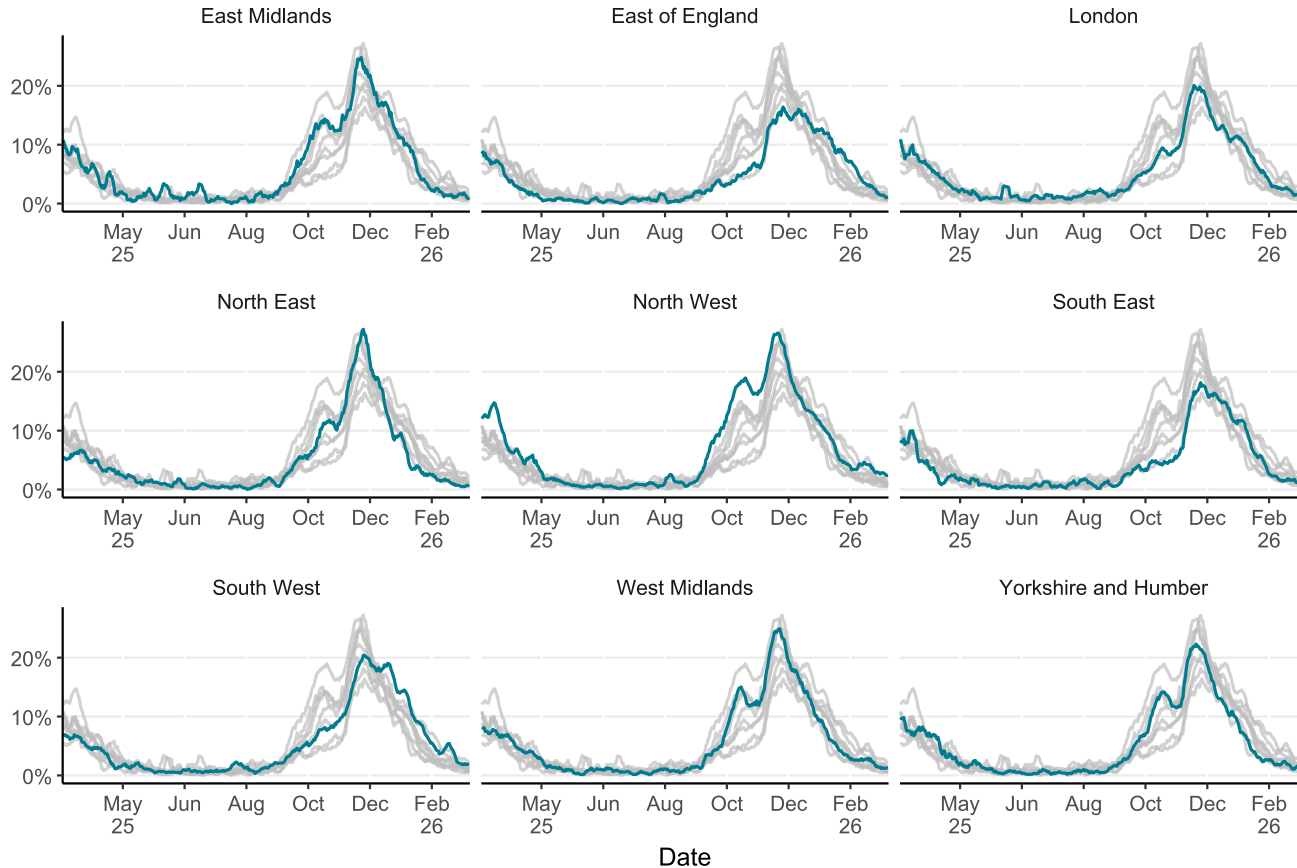 East Midlands East of England London
20%
10%
0%
May Jun Aug Oct Dec Feb May Jun Aug Oct Dec Feb May Jun Aug Oct Dec Feb
25 26 25 26 25 26
North East North West South East
20%
10%
0%
May Jun Aug Oct Dec Feb May Jun Aug Oct Dec Feb May Jun Aug Oct Dec Feb
25 26 25 26 25 26
South West West Midlands Yorkshire and Humber
20%
10%
0%
May Jun Aug Oct Dec Feb May Jun Aug Oct Dec Feb May Jun Aug Oct Dec Feb
25 26 25 26 25 26
Date